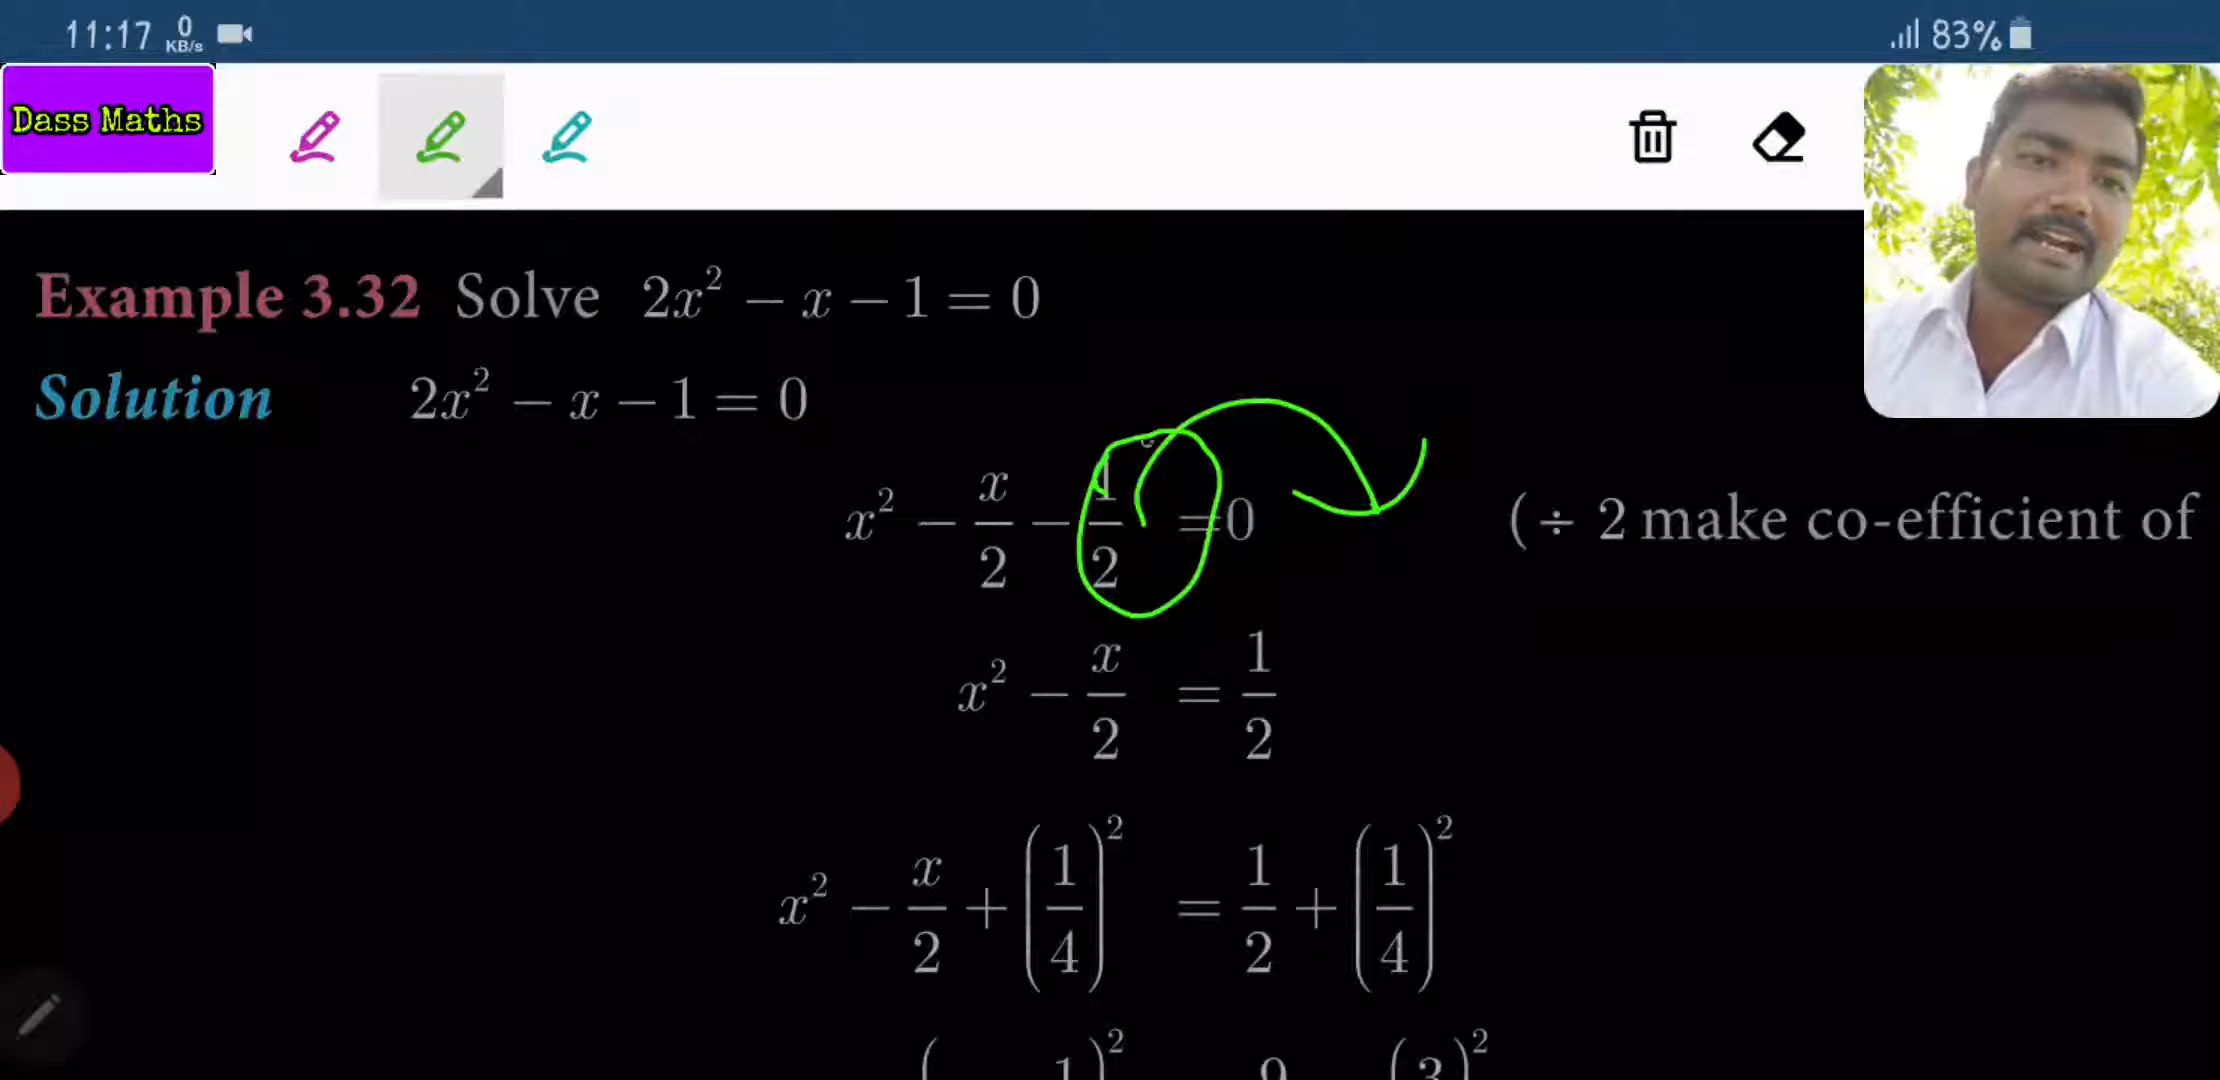 11:17 0 KB/s 83%
Dass Maths
Example 3.32 Solve 2x² − x − 1 = 0
Solution 2x² − x − 1 = 0
x² − x/2 − 1/2 = 0 (÷ 2 make co-efficient of
x² − x/2 = 1/2
x² − x/2 + (1/4)² = 1/2 + (1/4)²